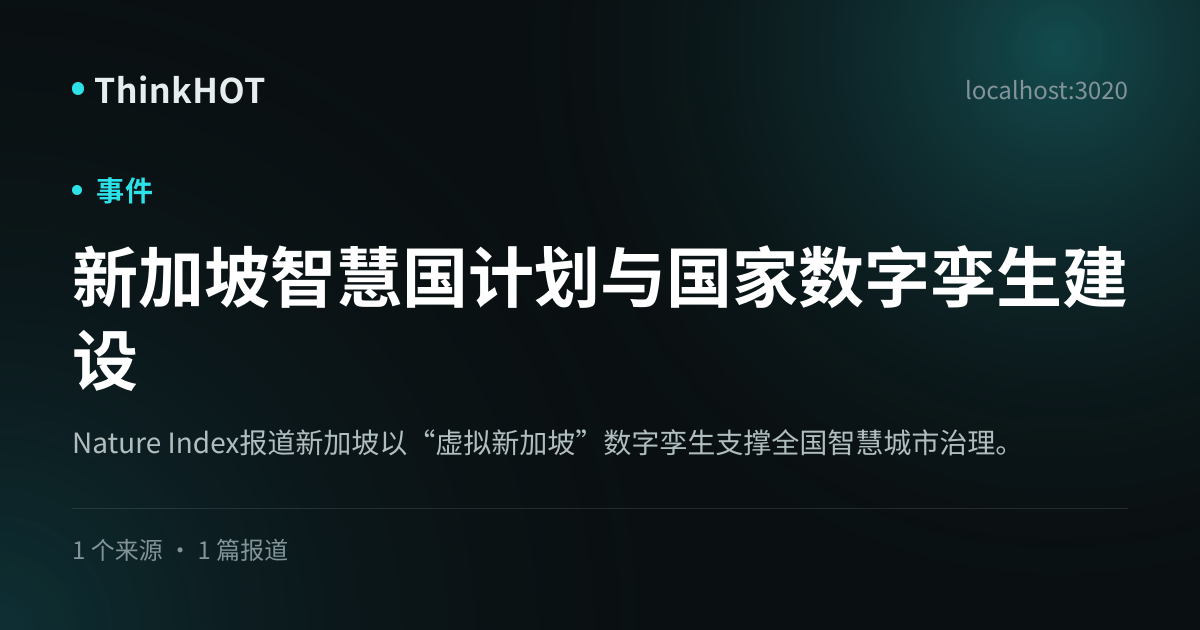 ThinkHOT
localhost:3020
事件
新加坡智慧国计划与国家数字孪生建
设
Nature Index报道新加坡以“虚拟新加坡”数字孪生支撑全国智慧城市治理。
1 个来源 · 1 篇报道